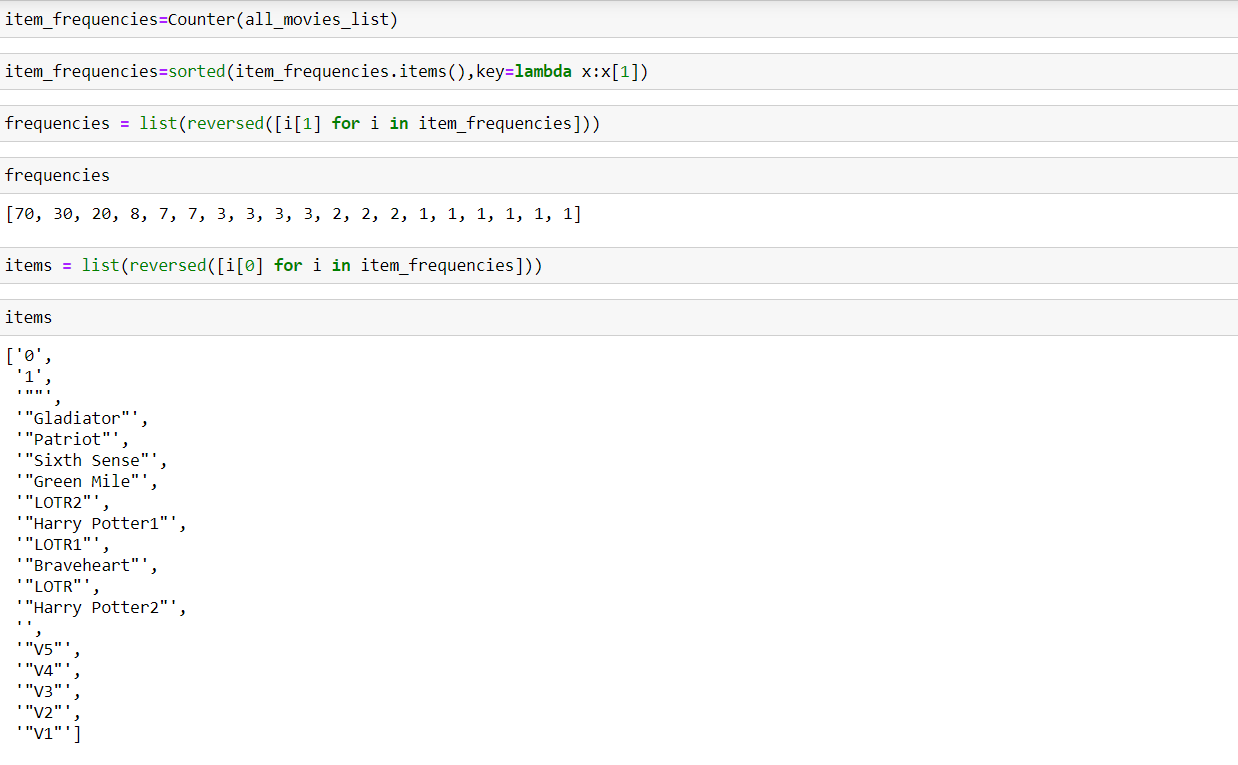 item_frequencies=Counter(all_movies_list)
item_frequencies=sorted(item_frequencies.items(),key=lambda x:x[1])
frequencies = list(reversed([i[1] for i in item_frequencies]))
frequencies
[70, 30, 20, 8, 7, 7, 3, 3, 3, 3, 2, 2, 2, 1, 1, 1, 1, 1, 1]
items = list(reversed([i[0] for i in item_frequencies]))
items
['0',
'1',
'""',
'"Gladiator"',
'"Patriot"',
'"Sixth Sense"',
'"Green Mile"',
'"LOTR2"',
'"Harry Potter1"',
'"LOTR1"',
'"Braveheart"',
'"LOTR"',
'"Harry Potter2"',
'',
'"V5"',
'"V4"',
'"V3"',
'"V2"',
'"V1"']